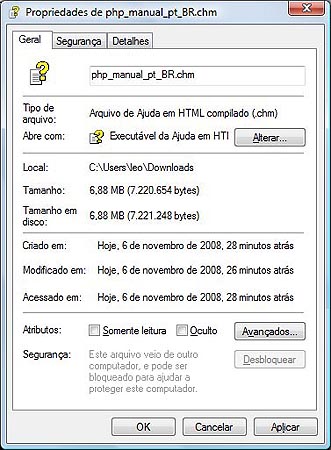 Propriedades de php_manual_pt_BR.chm
Geral Segurança Detalhes
php_manual_pt_BR.chm
Tipo de arquivo: Arquivo de Ajuda em HTML compilado (.chm)
Abre com: Executável da Ajuda em HTI Alterar...
Local: C:\Users\leo\Downloads
Tamanho: 6,88 MB (7.220.654 bytes)
Tamanho em disco: 6,88 MB (7.221.248 bytes)
Criado em: Hoje, 6 de novembro de 2008, 28 minutos atrás
Modificado em: Hoje, 6 de novembro de 2008, 28 minutos atrás
Acessado em: Hoje, 6 de novembro de 2008, 28 minutos atrás
Atributos: Somente leitura Oculto Avançados...
Segurança: Este arquivo veio de outro
computador, e pode ser
bloqueado para ajudar a
proteger este computador.
Desbloquear
OK Cancelar Aplicar